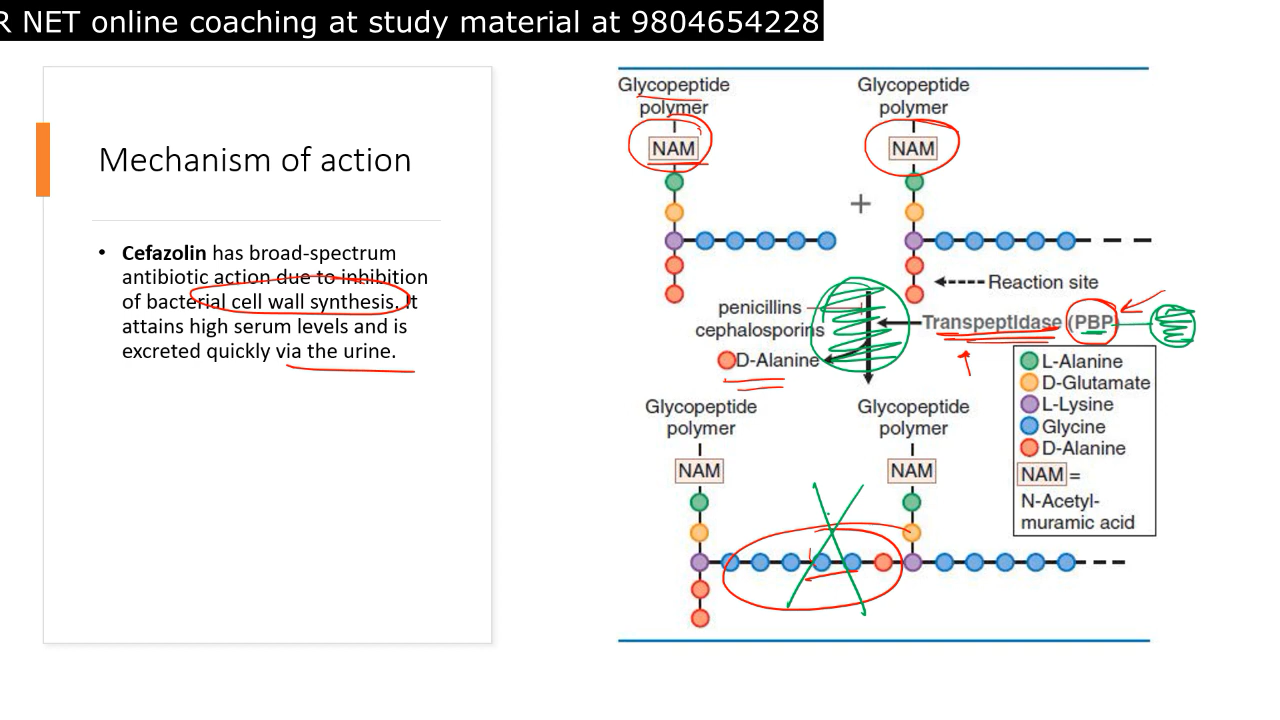 R NET online coaching at study material at 9804654228
Mechanism of action
• Cefazolin has broad-spectrum
antibiotic action due to inhibition
of bacterial cell wall synthesis. It
attains high serum levels and is
excreted quickly via the urine.
Glycopeptide
polymer
NAM
Glycopeptide
polymer
NAM
+
Reaction site
penicillins
cephalosporins
Transpeptidase (PBP)
D-Alanine
Glycopeptide
polymer
NAM
Glycopeptide
polymer
NAM
L-Alanine
D-Glutamate
L-Lysine
Glycine
D-Alanine
NAM =
N-Acetyl-
muramic acid